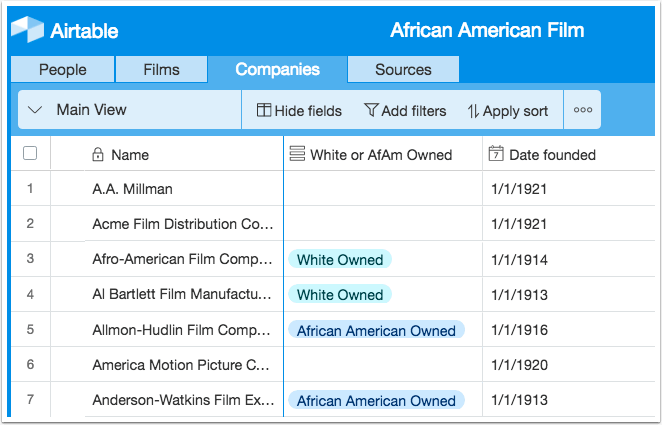 Airtable African American Film
People Films Companies Sources
Main View Hide fields Add filters Apply sort
Name White or AfAm Owned 7 Date founded
1 A.A. Millman 1/1/1921
2 Acme Film Distribution Co... 1/1/1921
3 Afro-American Film Comp... White Owned 1/1/1914
4 Al Bartlett Film Manufactu... White Owned 1/1/1913
5 Allmon-Hudlin Film Comp... African American Owned 1/1/1916
6 America Motion Picture C... 1/1/1920
7 Anderson-Watkins Film Ex... African American Owned 1/1/1913